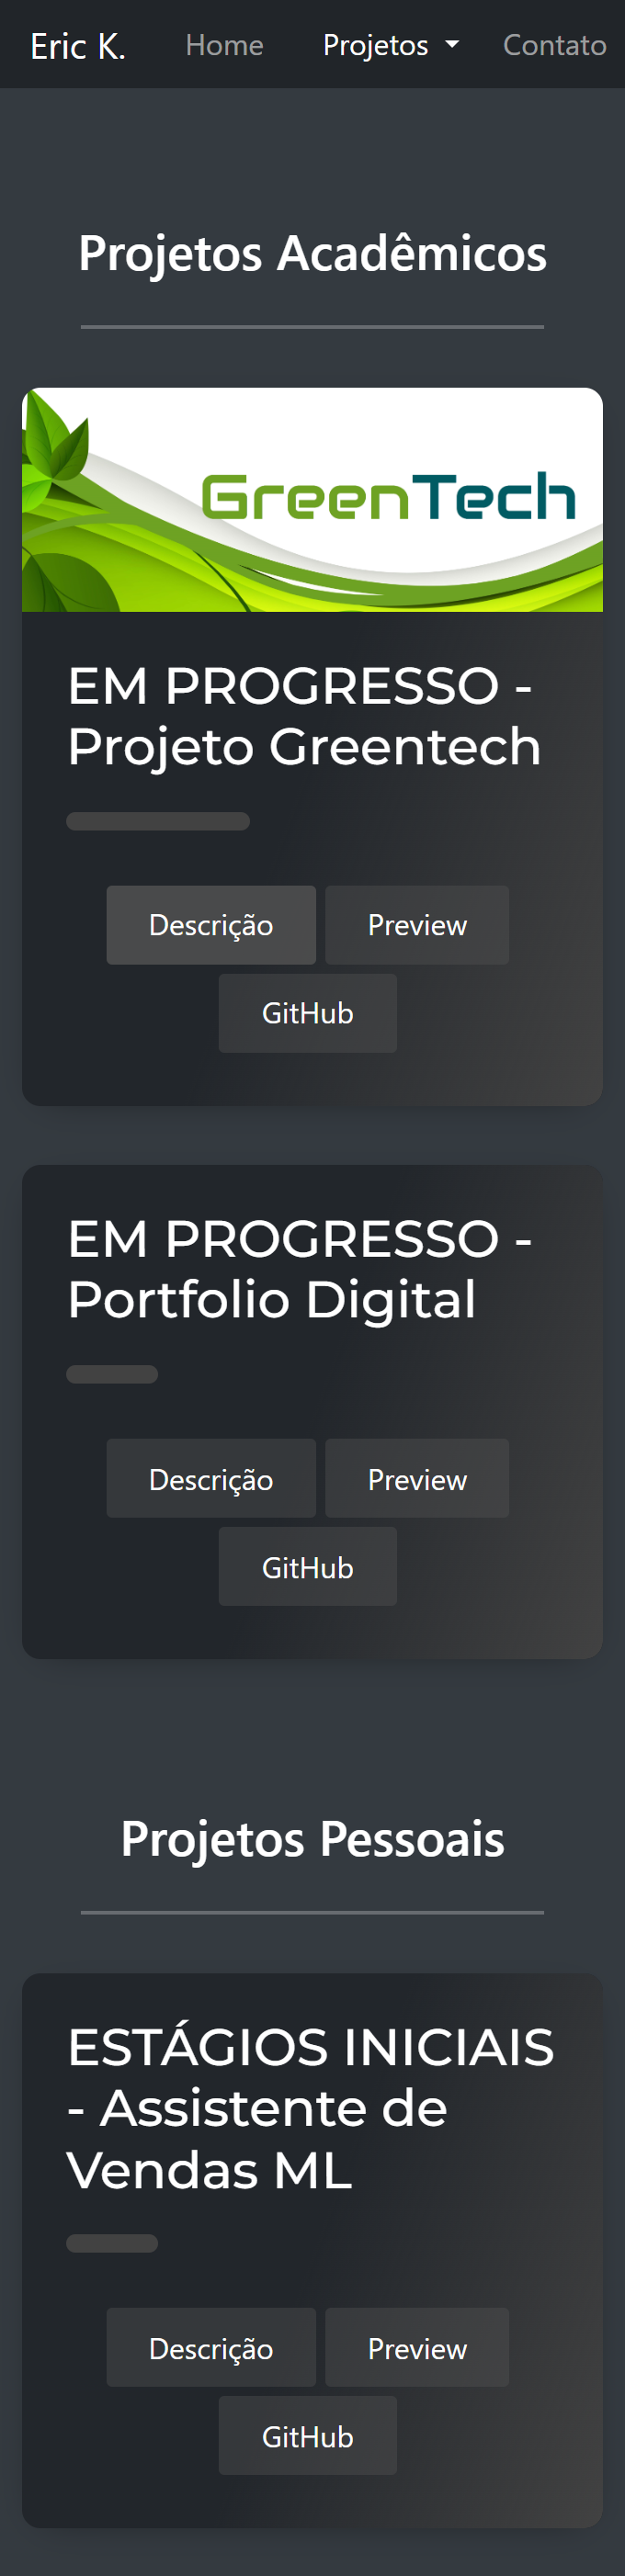 Eric K. Home Projetos Contato
Projetos Acadêmicos
GreenTech
EM PROGRESSO -
Projeto Greentech
Descrição Preview
GitHub
EM PROGRESSO -
Portfolio Digital
Descrição Preview
GitHub
Projetos Pessoais
ESTÁGIOS INICIAIS
- Assistente de
Vendas ML
Descrição Preview
GitHub